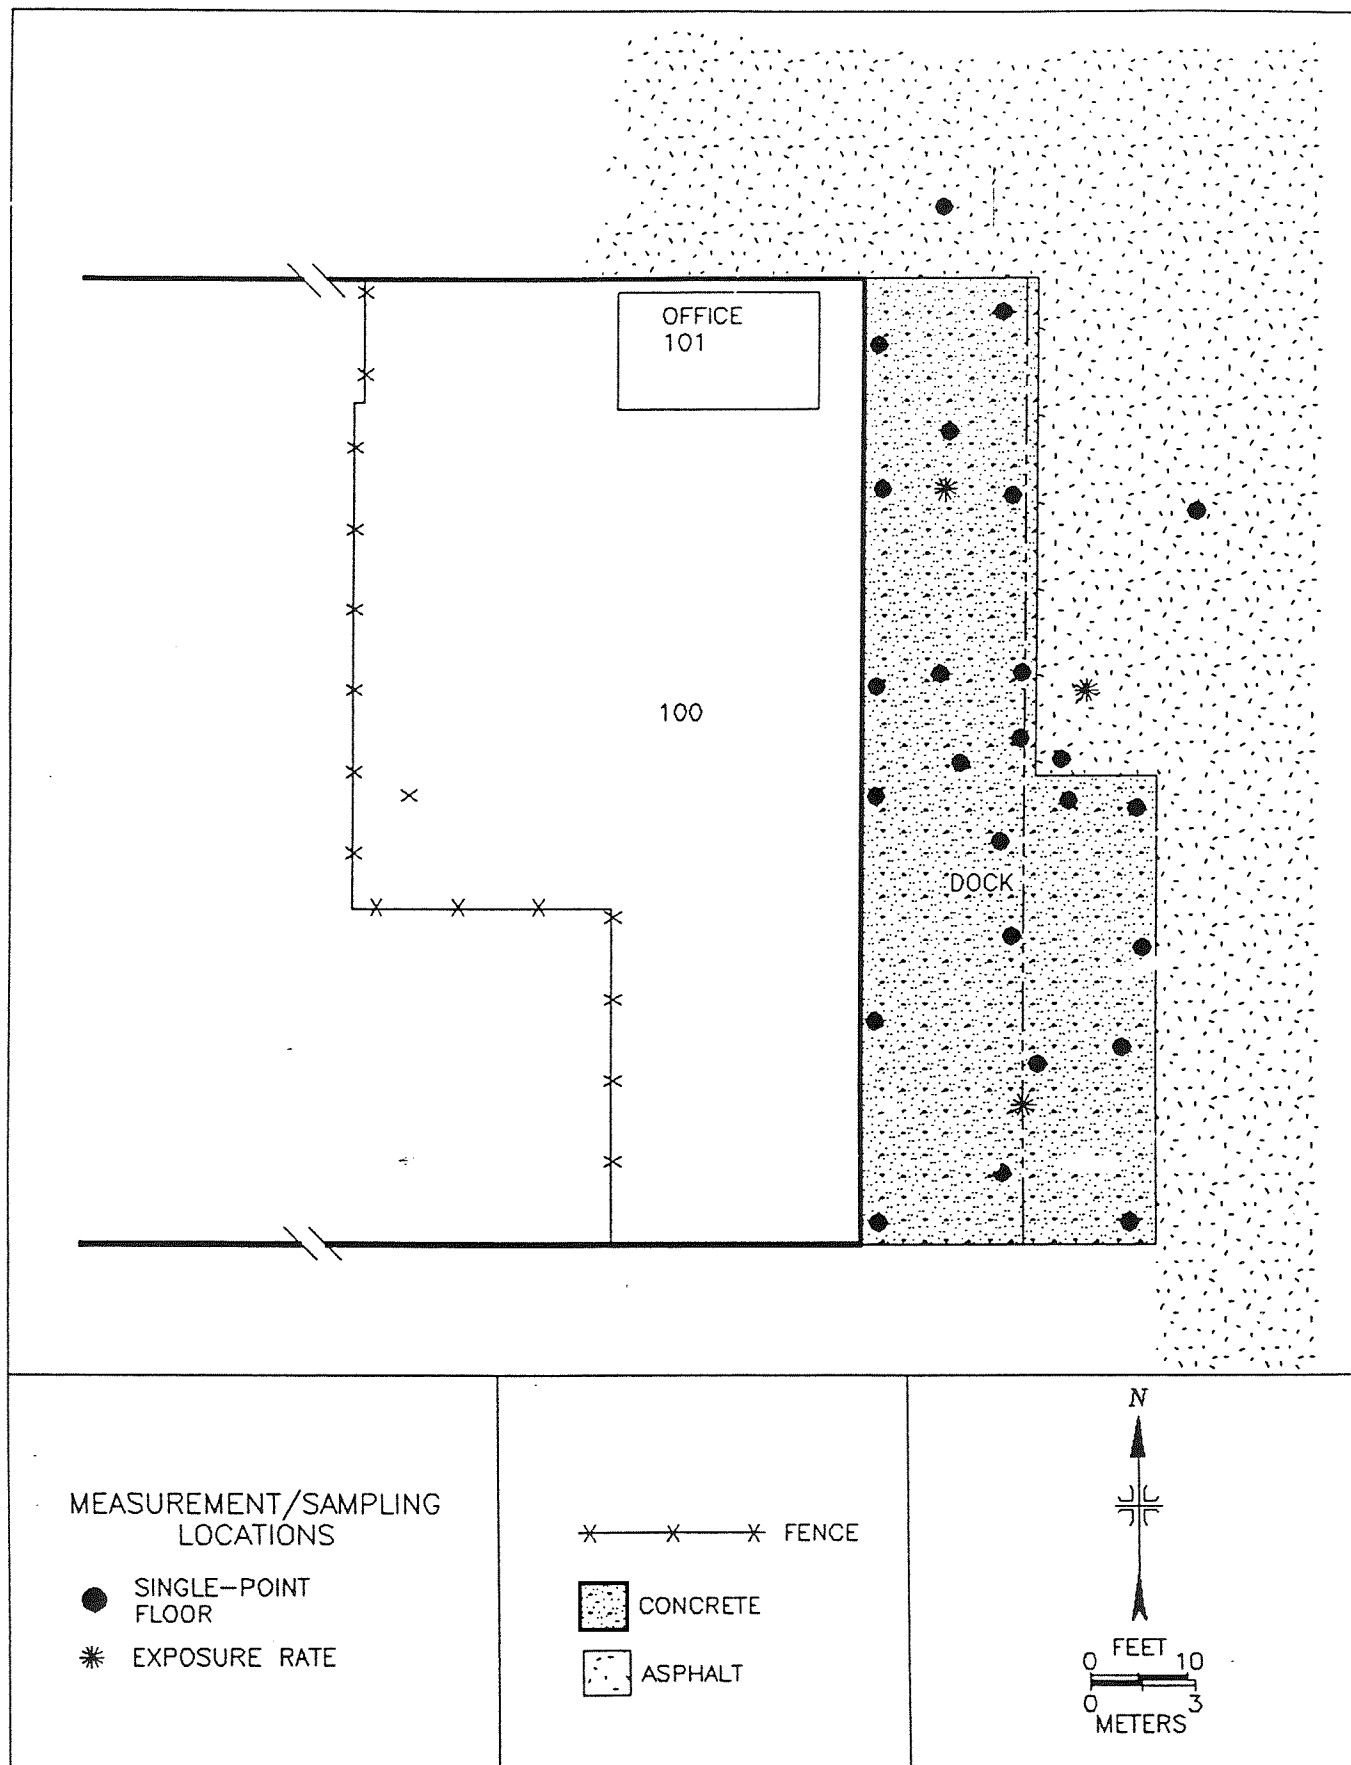 OFFICE
101
100
DOCK
MEASUREMENT/SAMPLING
LOCATIONS
SINGLE-POINT
FLOOR
EXPOSURE RATE
FENCE
CONCRETE
ASPHALT
N
FEET
0 10
0 3
METERS